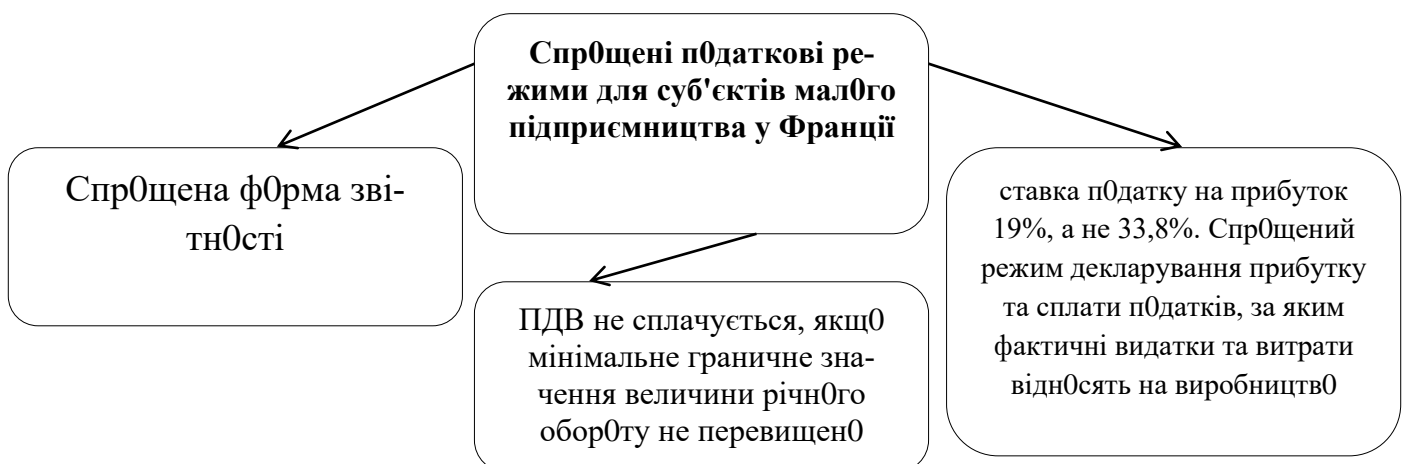 Спр0щені п0даткові ре-
жими для суб'єктів мал0го
підприємництва у Франції
Спр0щена ф0рма зві-
тн0сті
ПДВ не сплачується, якщ0
мінімальне граничне зна-
чення величини річн0го
обор0ту не перевищен0
ставка п0датку на прибуток
19%, а не 33,8%. Спр0щений
режим декларування прибутку
та сплати п0датків, за яким
фактичні видатки та витрати
відн0сять на виробництв0